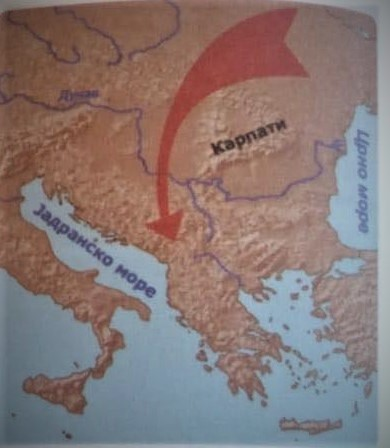 Дунав
Карпати
Црно море
Јадранско море